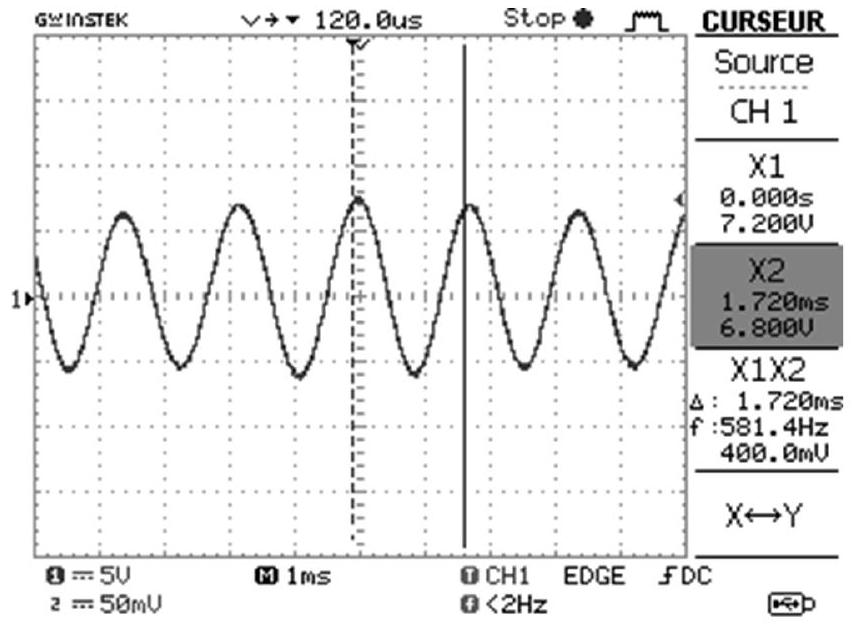 GWINSTEK 120.0us Stop
CURSEUR
Source
CH 1
X1
0.000s
7.200V
X2
1.720ms
6.800V
X1X2
Δ: 1.720ms
f:581.4Hz
400.0mV
X↔Y
1
1 5V M 1ms T CH1 EDGE DC
2 50mV f <2Hz